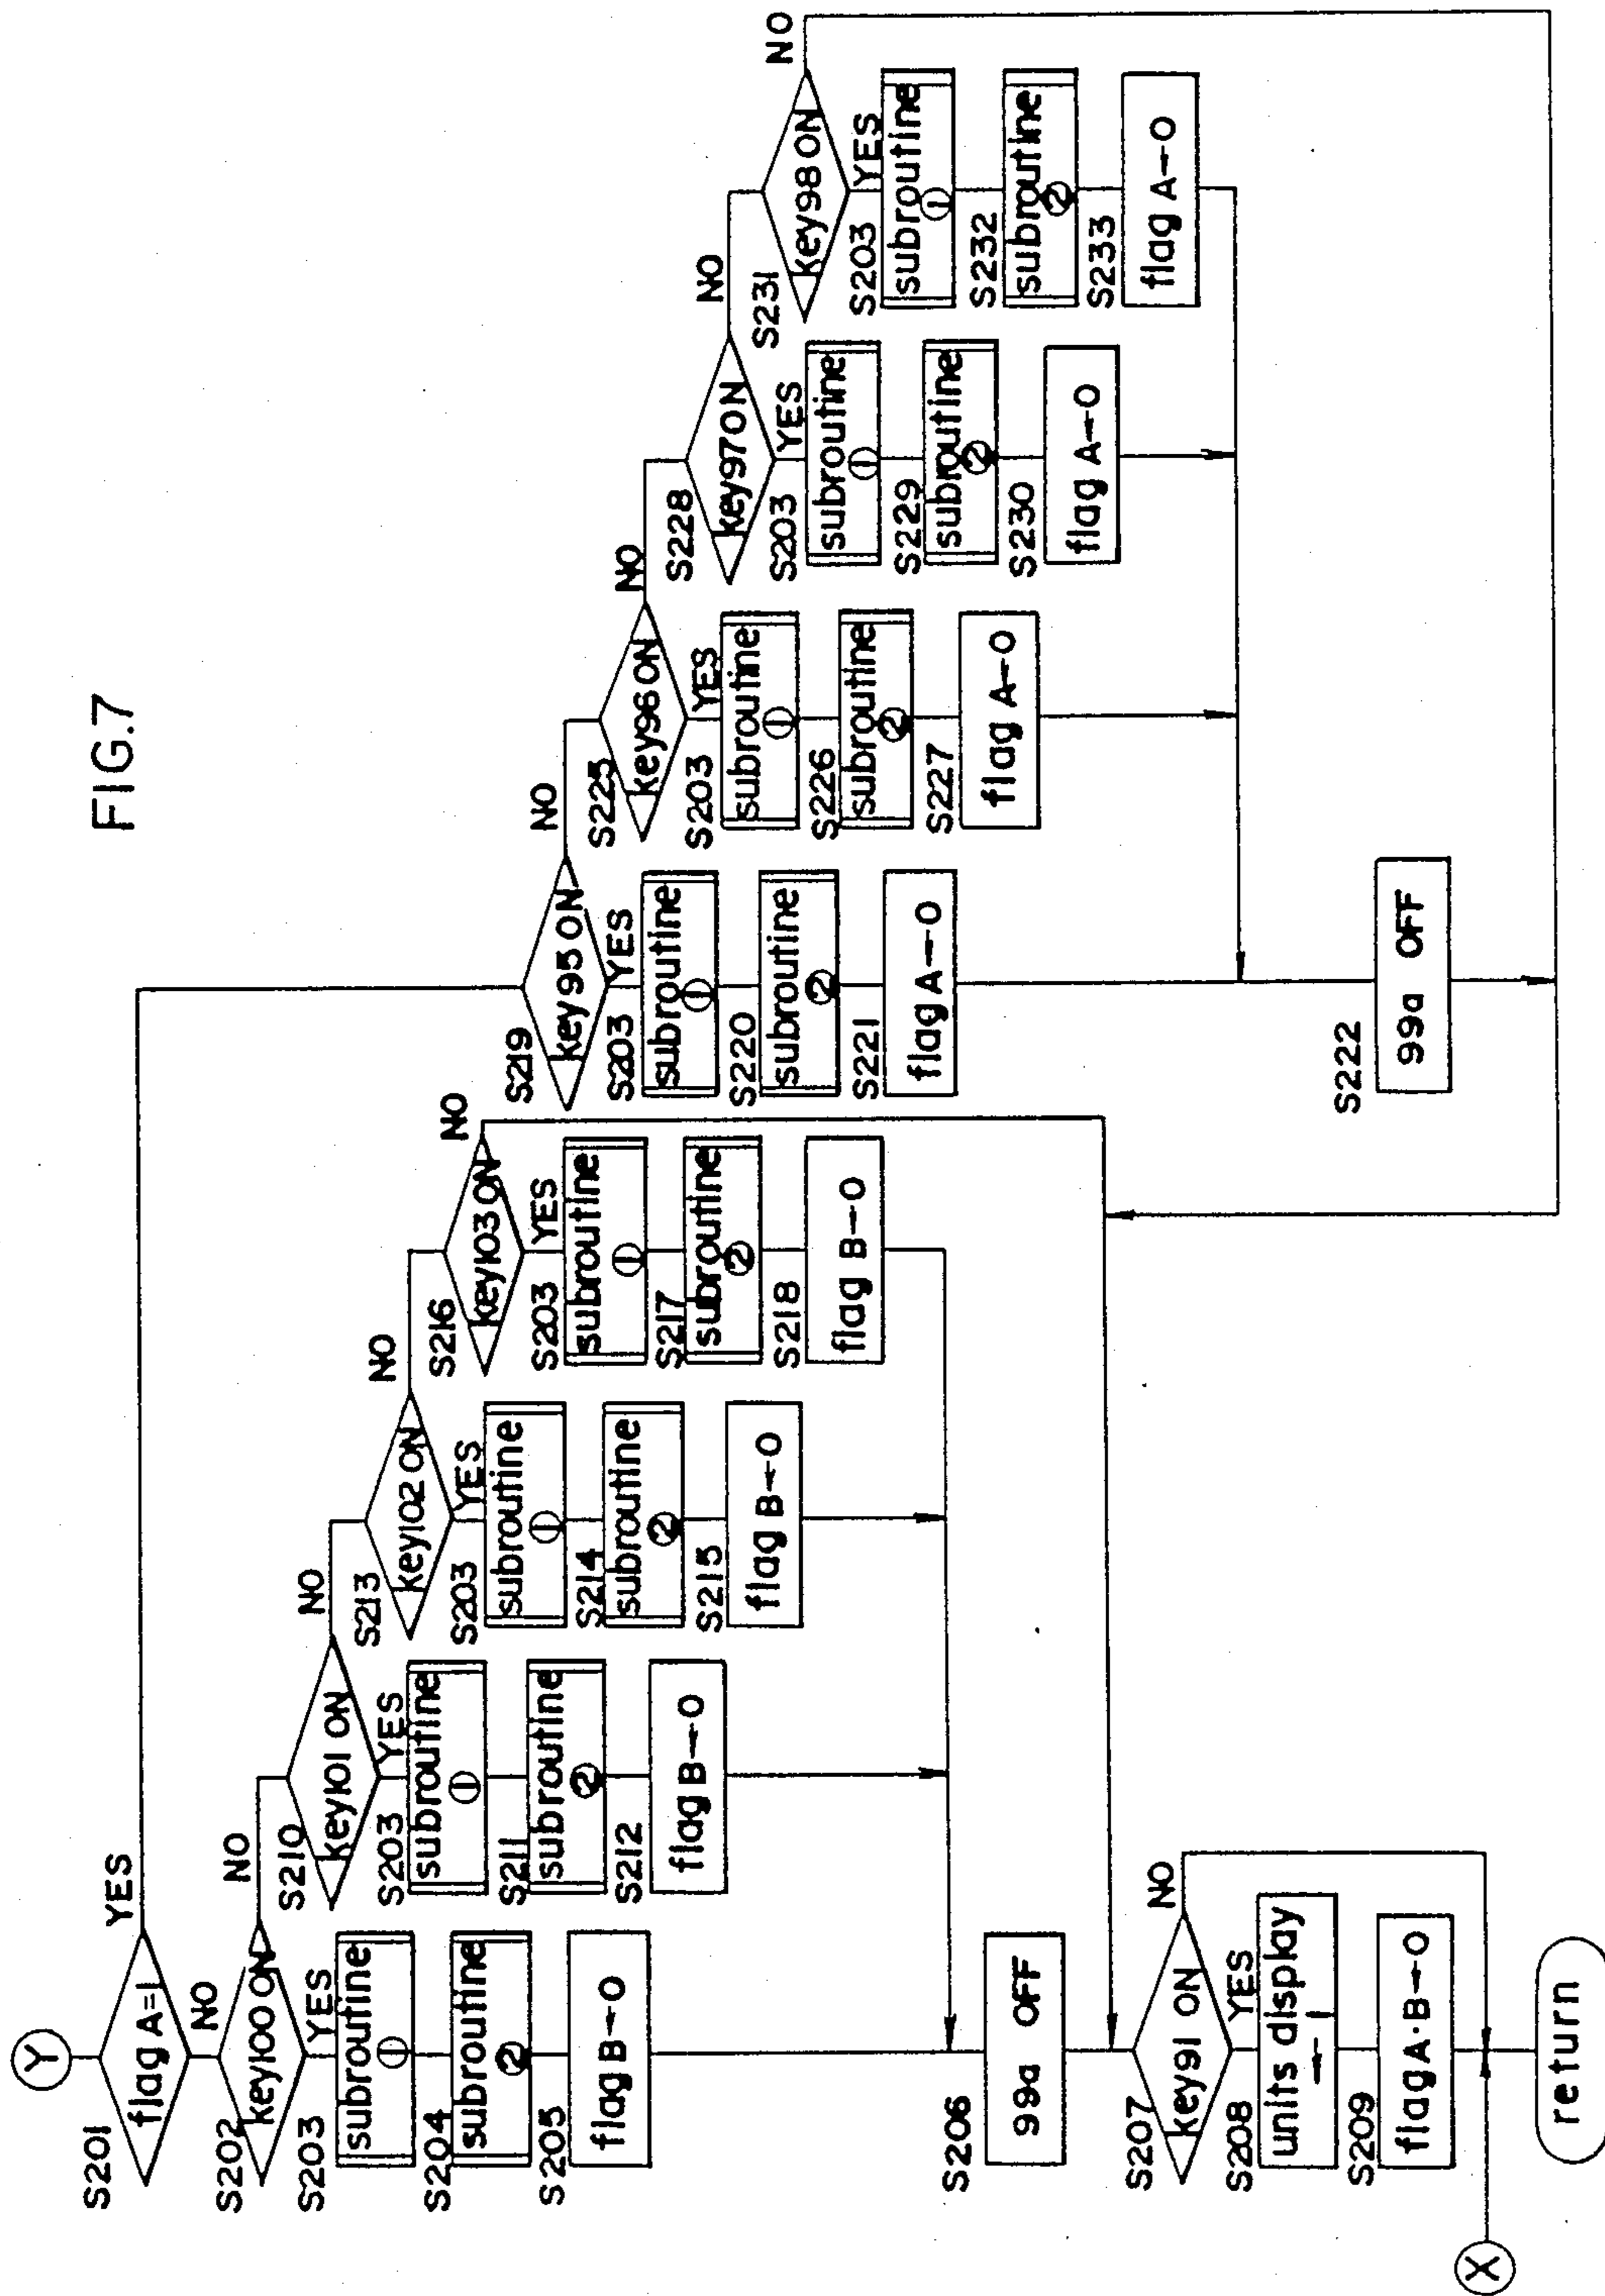 FIG.7
Y
S201
flag A=1
YES
NO
S202
key100 ON
NO
YES
S203
subroutine
①
S204
subroutine
②
S205
flag B←0
S210
key101 ON
NO
YES
S203
subroutine
①
S211
subroutine
②
S212
flag B←0
S213
key102 ON
NO
YES
S203
subroutine
①
S214
subroutine
②
S215
flag B←0
S216
key103 ON
NO
YES
S203
subroutine
①
S217
subroutine
②
S218
flag B←0
S219
key95 ON
NO
YES
S203
subroutine
①
S220
subroutine
②
S221
flag A←0
S225
key96 ON
NO
YES
S203
subroutine
①
S226
subroutine
②
S227
flag A←0
S228
key97 ON
NO
YES
S203
subroutine
①
S229
subroutine
②
S230
flag A←0
S231
key98 ON
NO
YES
S203
subroutine
①
S232
subroutine
②
S233
flag A←0
S222
99a OFF
S206
99a OFF
S207
key91 ON
NO
YES
S208
units display
←1
S209
flag A·B←0
X
return